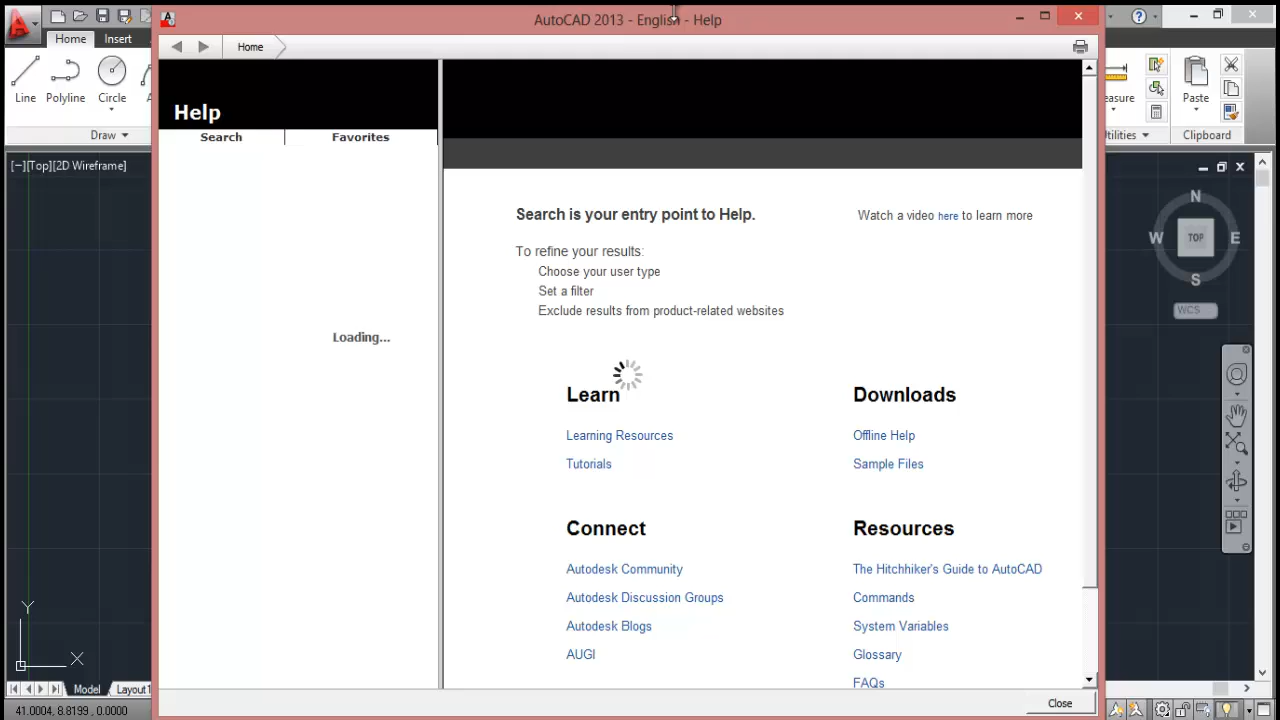 AutoCAD 2013 - English - Help
Home
Insert
Home
Line
Polyline
Circle
Draw
Paste
Clipboard
Help
Search
Favorites
[−][Top][2D Wireframe]
Search is your entry point to Help.
Watch a video here to learn more
To refine your results:
Choose your user type
Set a filter
Exclude results from product-related websites
Loading...
Learn
Downloads
Learning Resources
Offline Help
Tutorials
Sample Files
Connect
Resources
Autodesk Community
The Hitchhiker's Guide to AutoCAD
Autodesk Discussion Groups
Commands
Autodesk Blogs
System Variables
AUGI
Glossary
FAQs
N
W
TOP
E
S
WCS
Y
X
Model
Layout1
Close
41.0004, 8.8199 , 0.0000